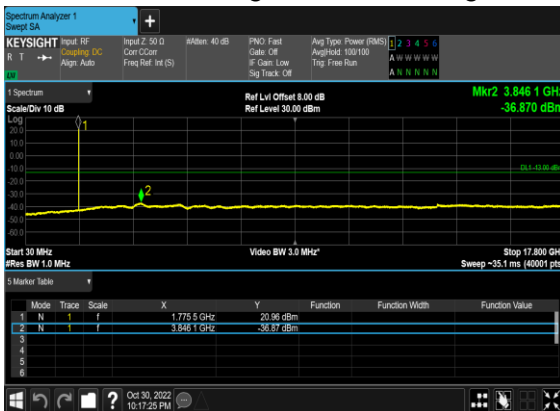 Spectrum Analyzer 1
Swept SA
+
KEYSIGHT Input: RF Input Z: 50 Ω #Atten: 40 dB PNO: Fast Avg Type: Power (RMS) 1 2 3 4 5 6
R T Coupling: DC Corr CCorr Gate: Off Avg|Hold: 100/100 A W W W W W
Align: Auto Freq Ref: Int (S) IF Gain: Low Trig: Free Run
Sig Track: Off A N N N N N
1 Spectrum
Scale/Div 10 dB Ref Lvl Offset 8.00 dB Mkr2 3.846 1 GHz
Ref Level 30.00 dBm -36.870 dBm
Log
20.0 1
10.0
0.00
-10.0 DL1 -13.00 dBm
-20.0
-30.0 2
-40.0
-50.0
-60.0
Start 30 MHz Video BW 3.0 MHz* Stop 17.800 GH
#Res BW 1.0 MHz Sweep ~35.1 ms (40001 pts
5 Marker Table
Mode Trace Scale X Y Function Function Width Function Value
1 N 1 f 1.775 5 GHz 20.96 dBm
2 N 1 f 3.846 1 GHz -36.87 dBm
3
4
5
6
? Oct 30, 2022
10:17:25 PM